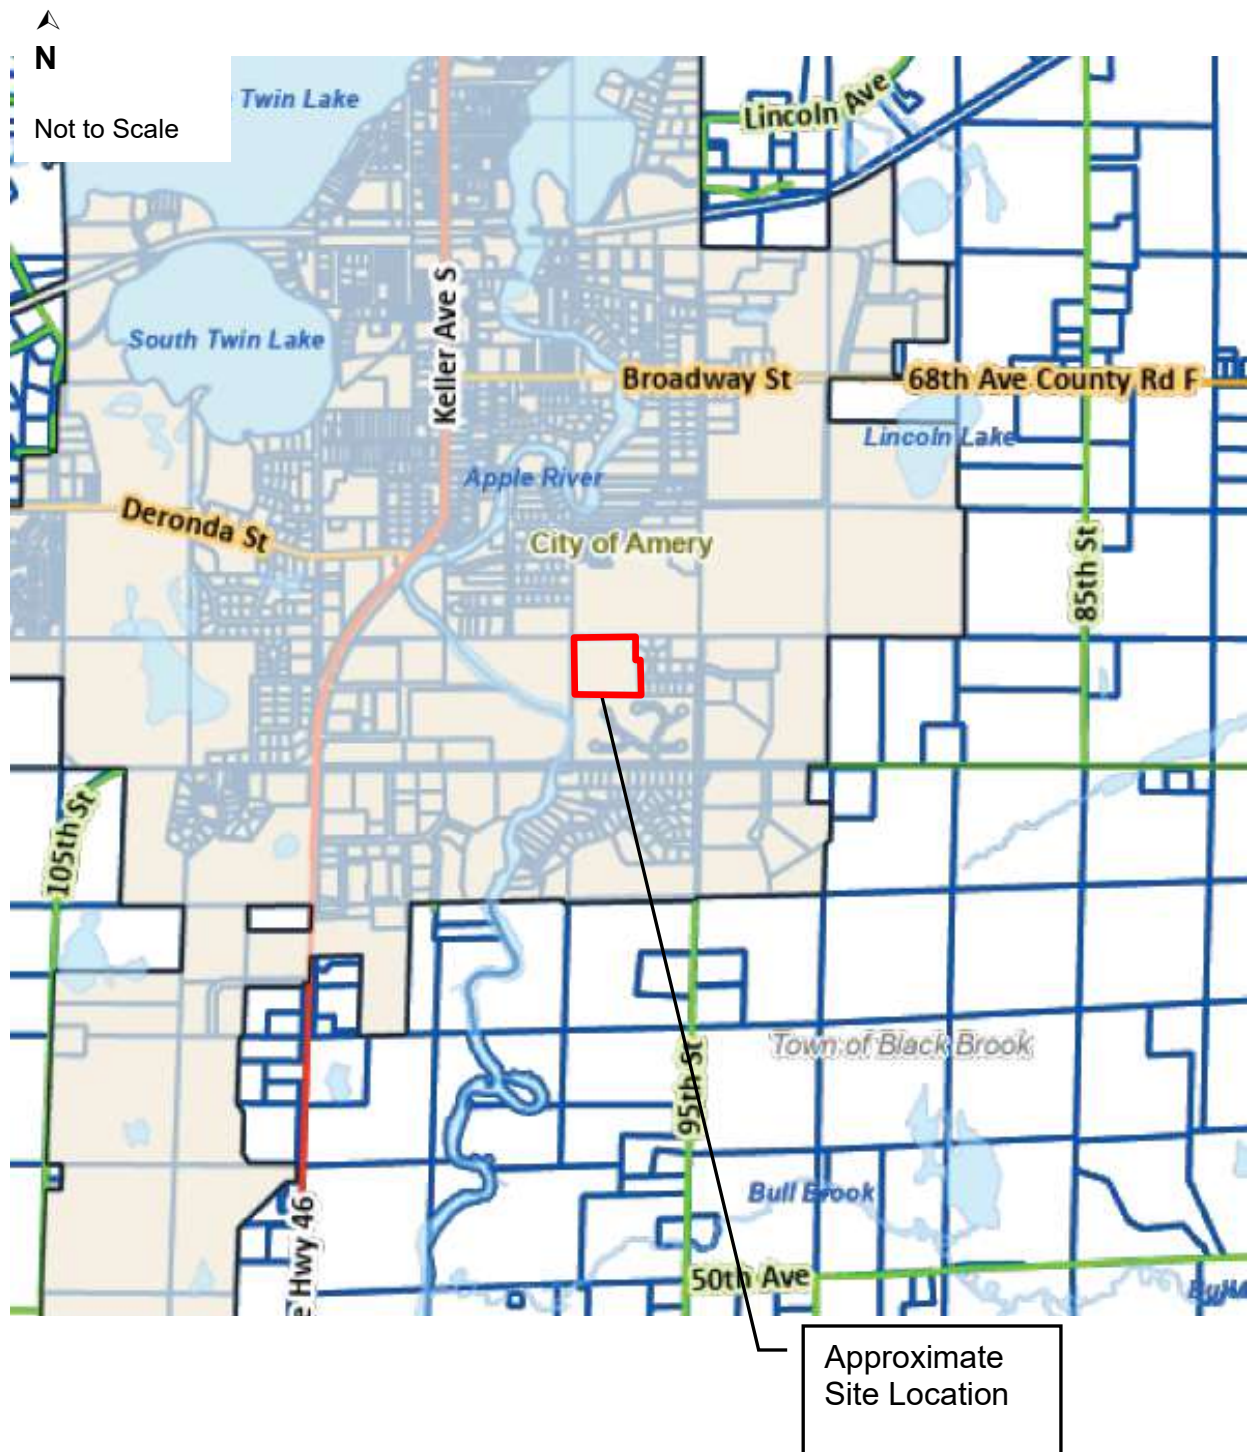 N
Not to Scale
Twin Lake
Lincoln Ave
South Twin Lake
Keller Ave S
Broadway St
68th Ave County Rd F
Lincoln Lake
Apple River
Deronda St
City of Amery
85th St
105th St
Town of Black Brook
95th St
Bull Brook
Hwy 46
50th Ave
Approximate
Site Location